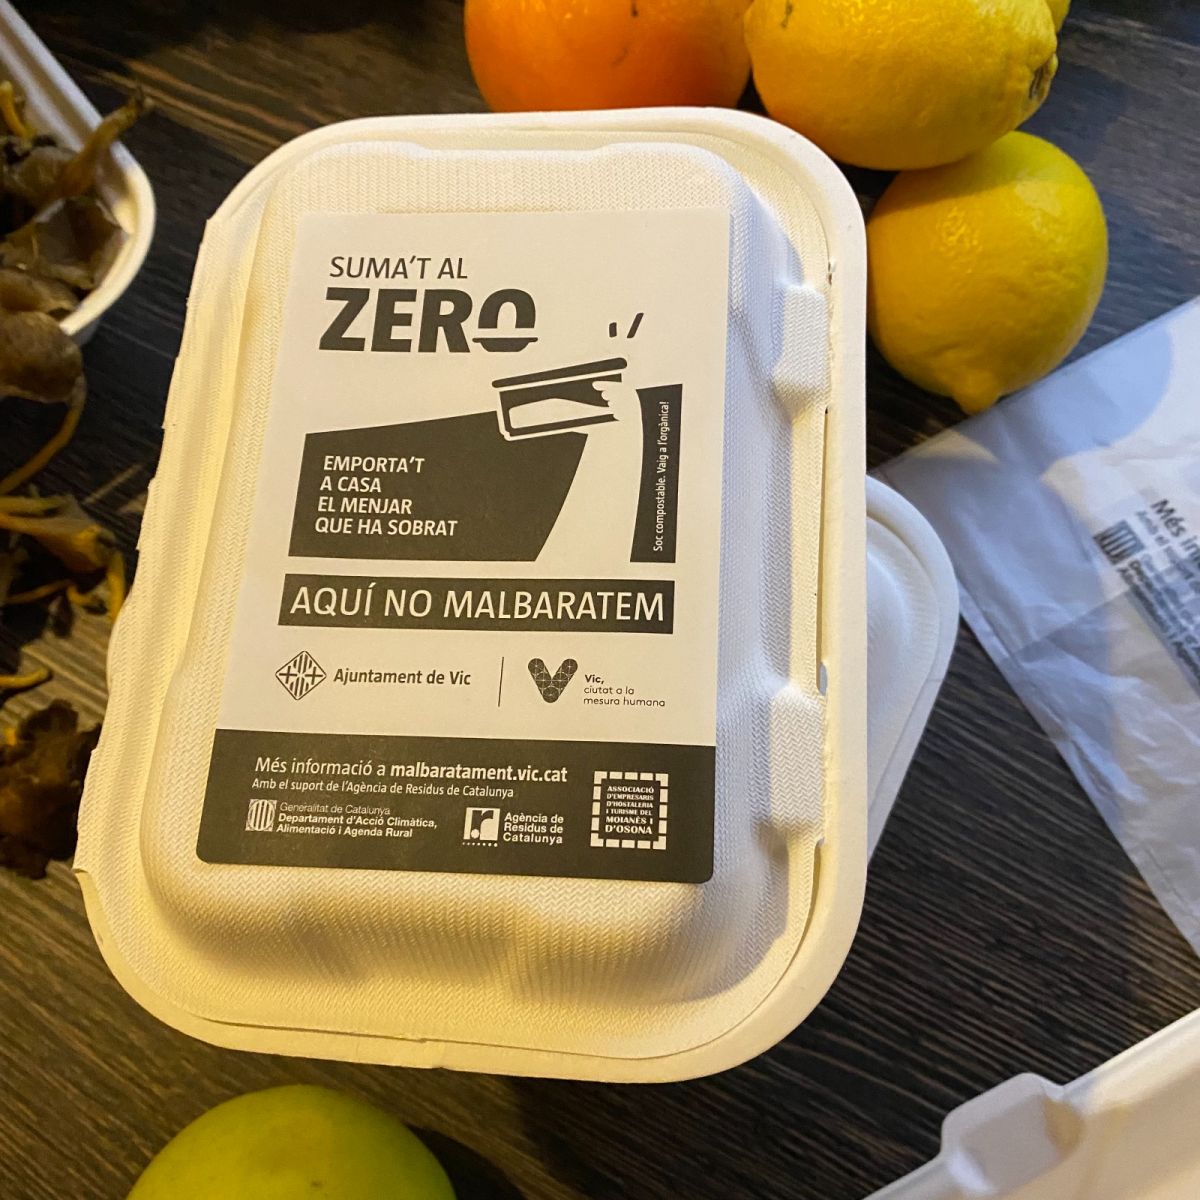 SUMA'T AL
ZERO
EMPORTA'T
A CASA
EL MENJAR
QUE HA SOBRAT
Soc compostable. Vaig a l'orgànica!
AQUÍ NO MALBARATEM
Ajuntament de Vic
Vic,
ciutat a la
mesura humana
Més informació a malbaratament.vic.cat
Amb el suport de l'Agència de Residus de Catalunya
Generalitat de Catalunya
Departament d'Acció Climàtica,
Alimentació i Agenda Rural
Agència de
Residus de
Catalunya
ASSOCIACIÓ
D'EMPRESARIS
D'HOSTALERIA
I TURISME DEL
MOIANÈS I
D'OSONA
Més
Amb el